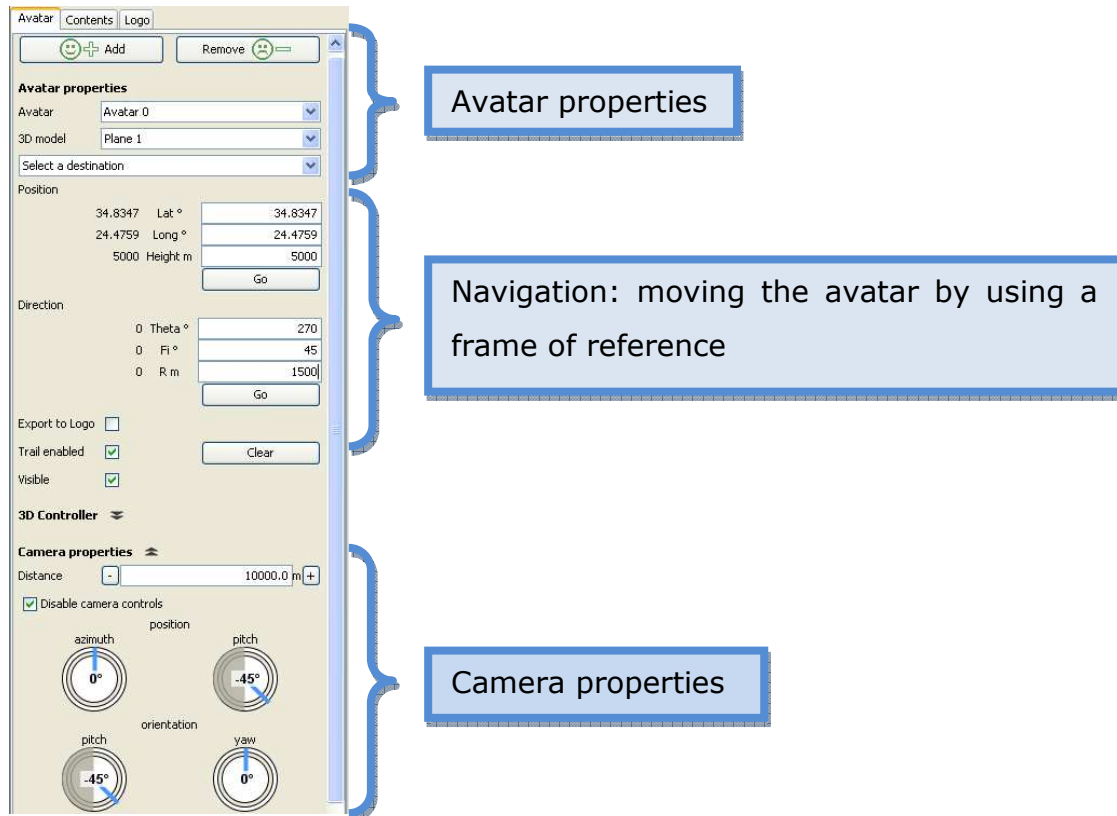 Avatar Contents Logo
Add Remove
Avatar properties
Avatar Avatar 0
3D model Plane 1
Select a destination
Position
34.8347 Lat ° 34.8347
24.4759 Long ° 24.4759
5000 Height m 5000
Go
Direction
0 Theta ° 270
0 Fi ° 45
0 R m 1500
Go
Export to Logo
Trail enabled Clear
Visible
3D Controller
Camera properties
Distance - 10000.0 m +
Disable camera controls
position
azimuth pitch
0° -45°
orientation
pitch yaw
-45° 0°
Avatar properties
Navigation: moving the avatar by using a
frame of reference
Camera properties